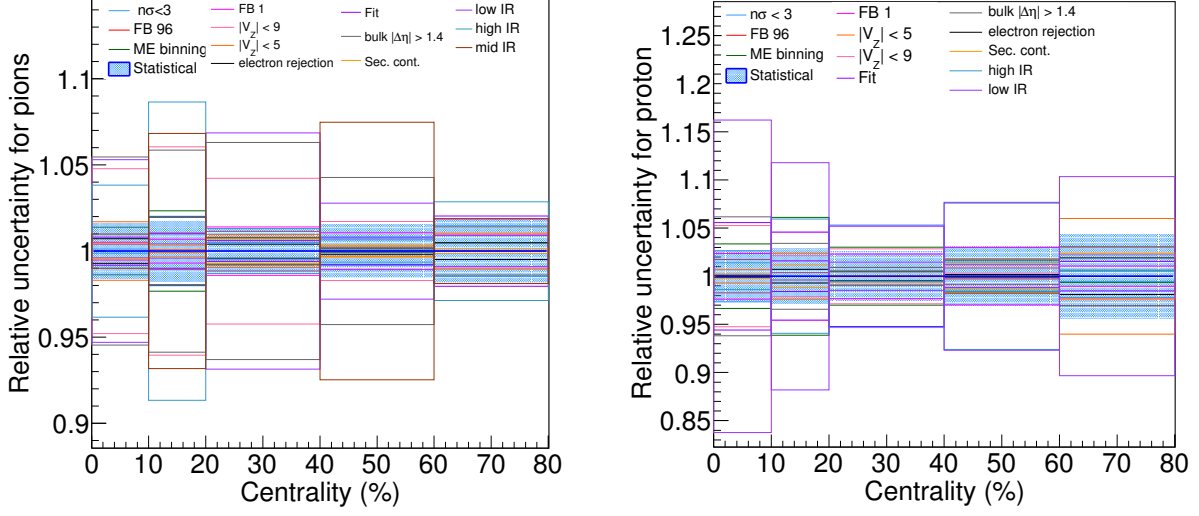 nσ<3
FB 96
ME binning
Statistical
FB 1
|V_Z| < 9
|V_Z| < 5
electron rejection
Fit
bulk |Δη| > 1.4
Sec. cont.
low IR
high IR
mid IR
Relative uncertainty for pions
1.1
1.05
1
0.95
0.9
0 10 20 30 40 50 60 70 80
Centrality (%)
nσ < 3
FB 96
ME binning
Statistical
FB 1
|V_Z| < 5
|V_Z| < 9
Fit
bulk |Δη| > 1.4
electron rejection
Sec. cont.
high IR
low IR
Relative uncertainty for proton
1.25
1.2
1.15
1.1
1.05
1
0.95
0.9
0.85
0 10 20 30 40 50 60 70 80
Centrality (%)